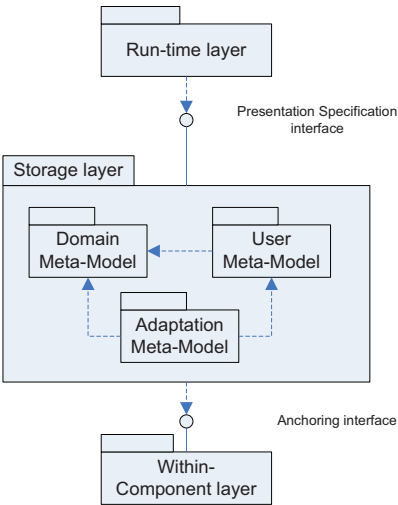 Run-time layer
Presentation Specification
interface
Storage layer
Domain
Meta-Model
User
Meta-Model
Adaptation
Meta-Model
Anchoring interface
Within-
Component layer